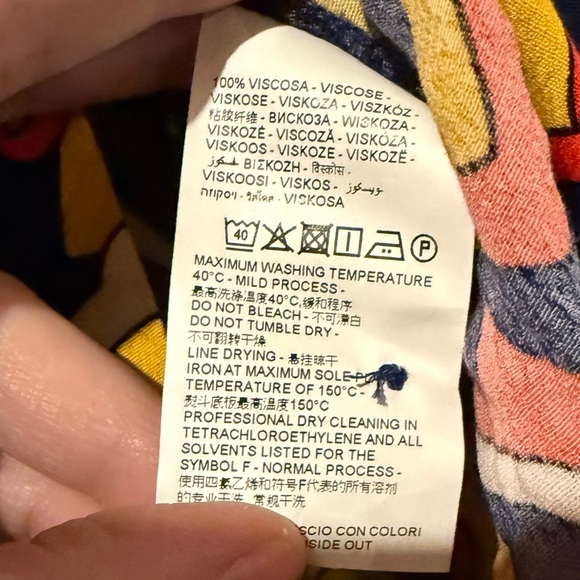 100% VISCOSA - VISCOSE -
VISKOSE - VISKOZA - VISZKÓZ -
粘胶纤维 - ВИСКОЗА - WISKOZA -
VISKOZĖ - VISCOZĂ - VISKÓZA -
VISKOOS - VISKOZE - VISKOZË -
ΒΙΣΚΟΖΗ - विस्कोस -
VISKOOSI - VISKOS -
ויסקוזה - VISKOSA
40 P
MAXIMUM WASHING TEMPERATURE
40°C - MILD PROCESS -
最高洗涤温度40°C,缓和程序
DO NOT BLEACH - 不可漂白
DO NOT TUMBLE DRY -
不可翻转干燥
LINE DRYING - 悬挂晾干
IRON AT MAXIMUM SOLE
TEMPERATURE OF 150°C -
熨斗底板最高温度150°C
PROFESSIONAL DRY CLEANING IN
TETRACHLOROETHYLENE AND ALL
SOLVENTS LISTED FOR THE
SYMBOL F - NORMAL PROCESS -
使用四氯乙烯和符号F代表的所有溶剂
的专业干洗,常规干洗
SCIO CON COLORI
SIDE OUT